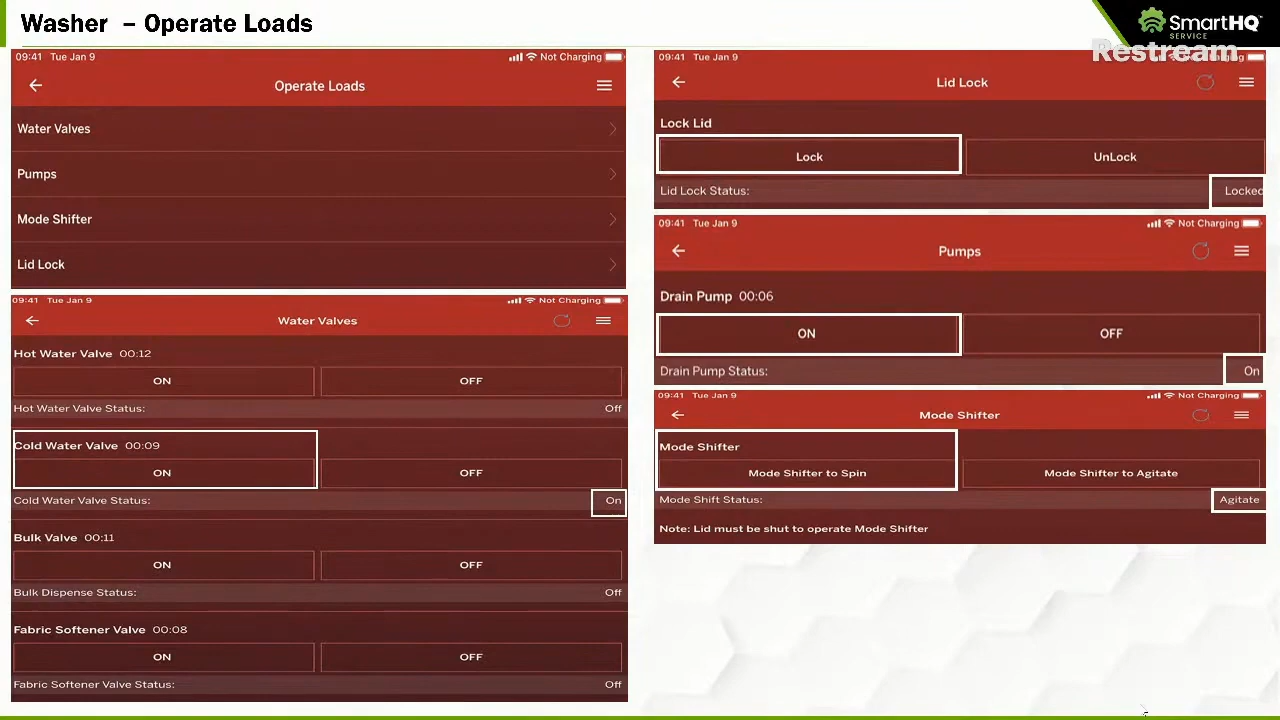 Washer – Operate Loads
SmartHQ
SERVICE
Restream
09:41 Tue Jan 9 Not Charging
Operate Loads
Water Valves
Pumps
Mode Shifter
Lid Lock
09:41 Tue Jan 9 Not Charging
Water Valves
Hot Water Valve 00:12
ON OFF
Hot Water Valve Status: Off
Cold Water Valve 00:09
ON OFF
Cold Water Valve Status: On
Bulk Valve 00:11
ON OFF
Bulk Dispense Status: Off
Fabric Softener Valve 00:08
ON OFF
Fabric Softener Valve Status: Off
09:41 Tue Jan 9
Lid Lock
Lock Lid
Lock UnLock
Lid Lock Status: Locked
09:41 Tue Jan 9 Not Charging
Pumps
Drain Pump 00:06
ON OFF
Drain Pump Status: On
09:41 Tue Jan 9 Not Charging
Mode Shifter
Mode Shifter
Mode Shifter to Spin Mode Shifter to Agitate
Mode Shift Status: Agitate
Note: Lid must be shut to operate Mode Shifter